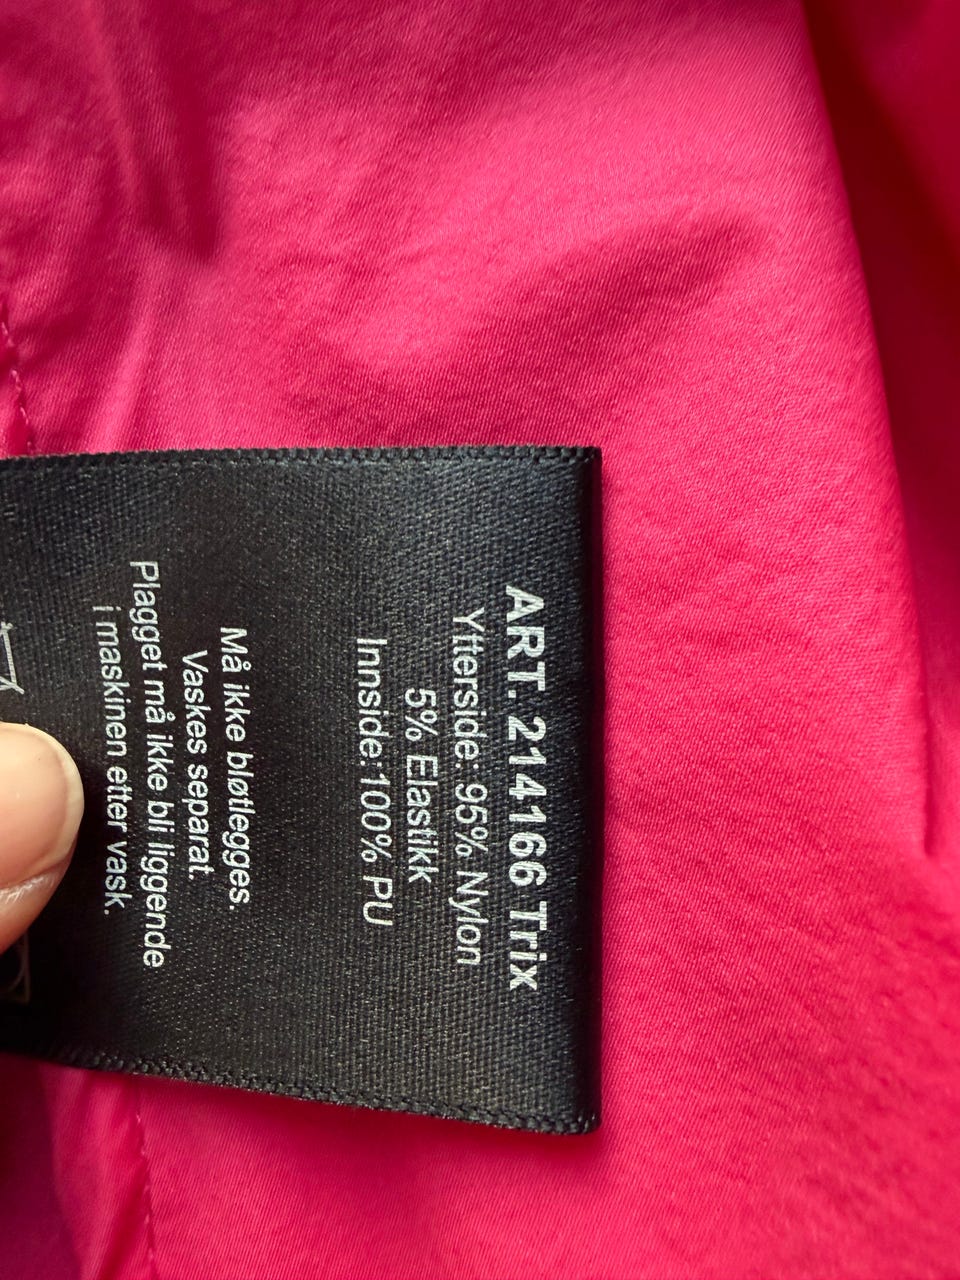 ART. 214166 Trix
Ytterside: 95% Nylon
5% Elastikk
Innside:100% PU
Må ikke bløtlegges.
Vaskes separat.
Plagget må ikke bli liggende
i maskinen etter vask.